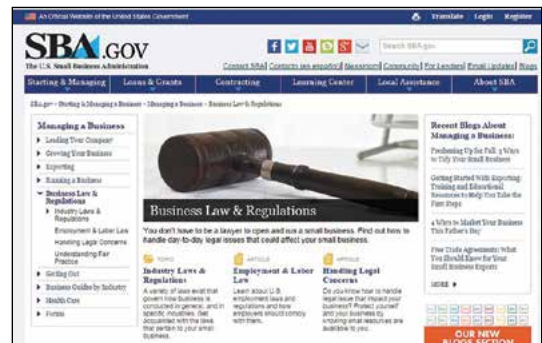 An Official Website of the United States Government
Translate Login Register
SBA.GOV
The U.S. Small Business Administration
Search SBA.gov
Contact SBA | Contacts (en español) | Newsroom | Community | For Lenders | Email Updates | Blogs
Starting & Managing Loans & Grants Contracting Learning Center Local Assistance About SBA
SBA.gov » Starting & Managing a Business » Managing a Business » Business Law & Regulations
Managing a Business
Leading Your Company
Growing Your Business
Exporting
Running a Business
Business Law &
Regulations
Industry Laws &
Regulations
Employment & Labor Law
Handling Legal Concerns
Understanding Fair
Practice
Getting Out
Business Guides by Industry
Health Care
Forms
Business Law & Regulations
You don't have to be a lawyer to open and run a small business. Find out how to
handle day-to-day legal issues that could affect your small business.
TOPIC
Industry Laws &
Regulations
A variety of laws exist that
govern how business is
conducted in general, and in
specific industries. Get
acquainted with the laws
that pertain to your small
business.
ARTICLE
Employment & Labor
Law
Learn about U.S.
employment laws and
regulations and how
employers should comply
with them.
ARTICLE
Handling Legal
Concerns
Do you know how to handle
legal issue that impact your
business? Protect yourself
and your business by
knowing what resources are
available to you.
Recent Blogs About
Managing a Business:
Freshening Up for Fall: 3 Ways
to Tidy Your Small Business
Getting Started With Exporting:
Training and Educational
Resources to Help You Take the
First Steps
4 Ways to Market Your Business
This Father's Day
Free Trade Agreements: What
You Should Know for Your
Small Business Exports
MORE
OUR NEW
BLOGS SECTION